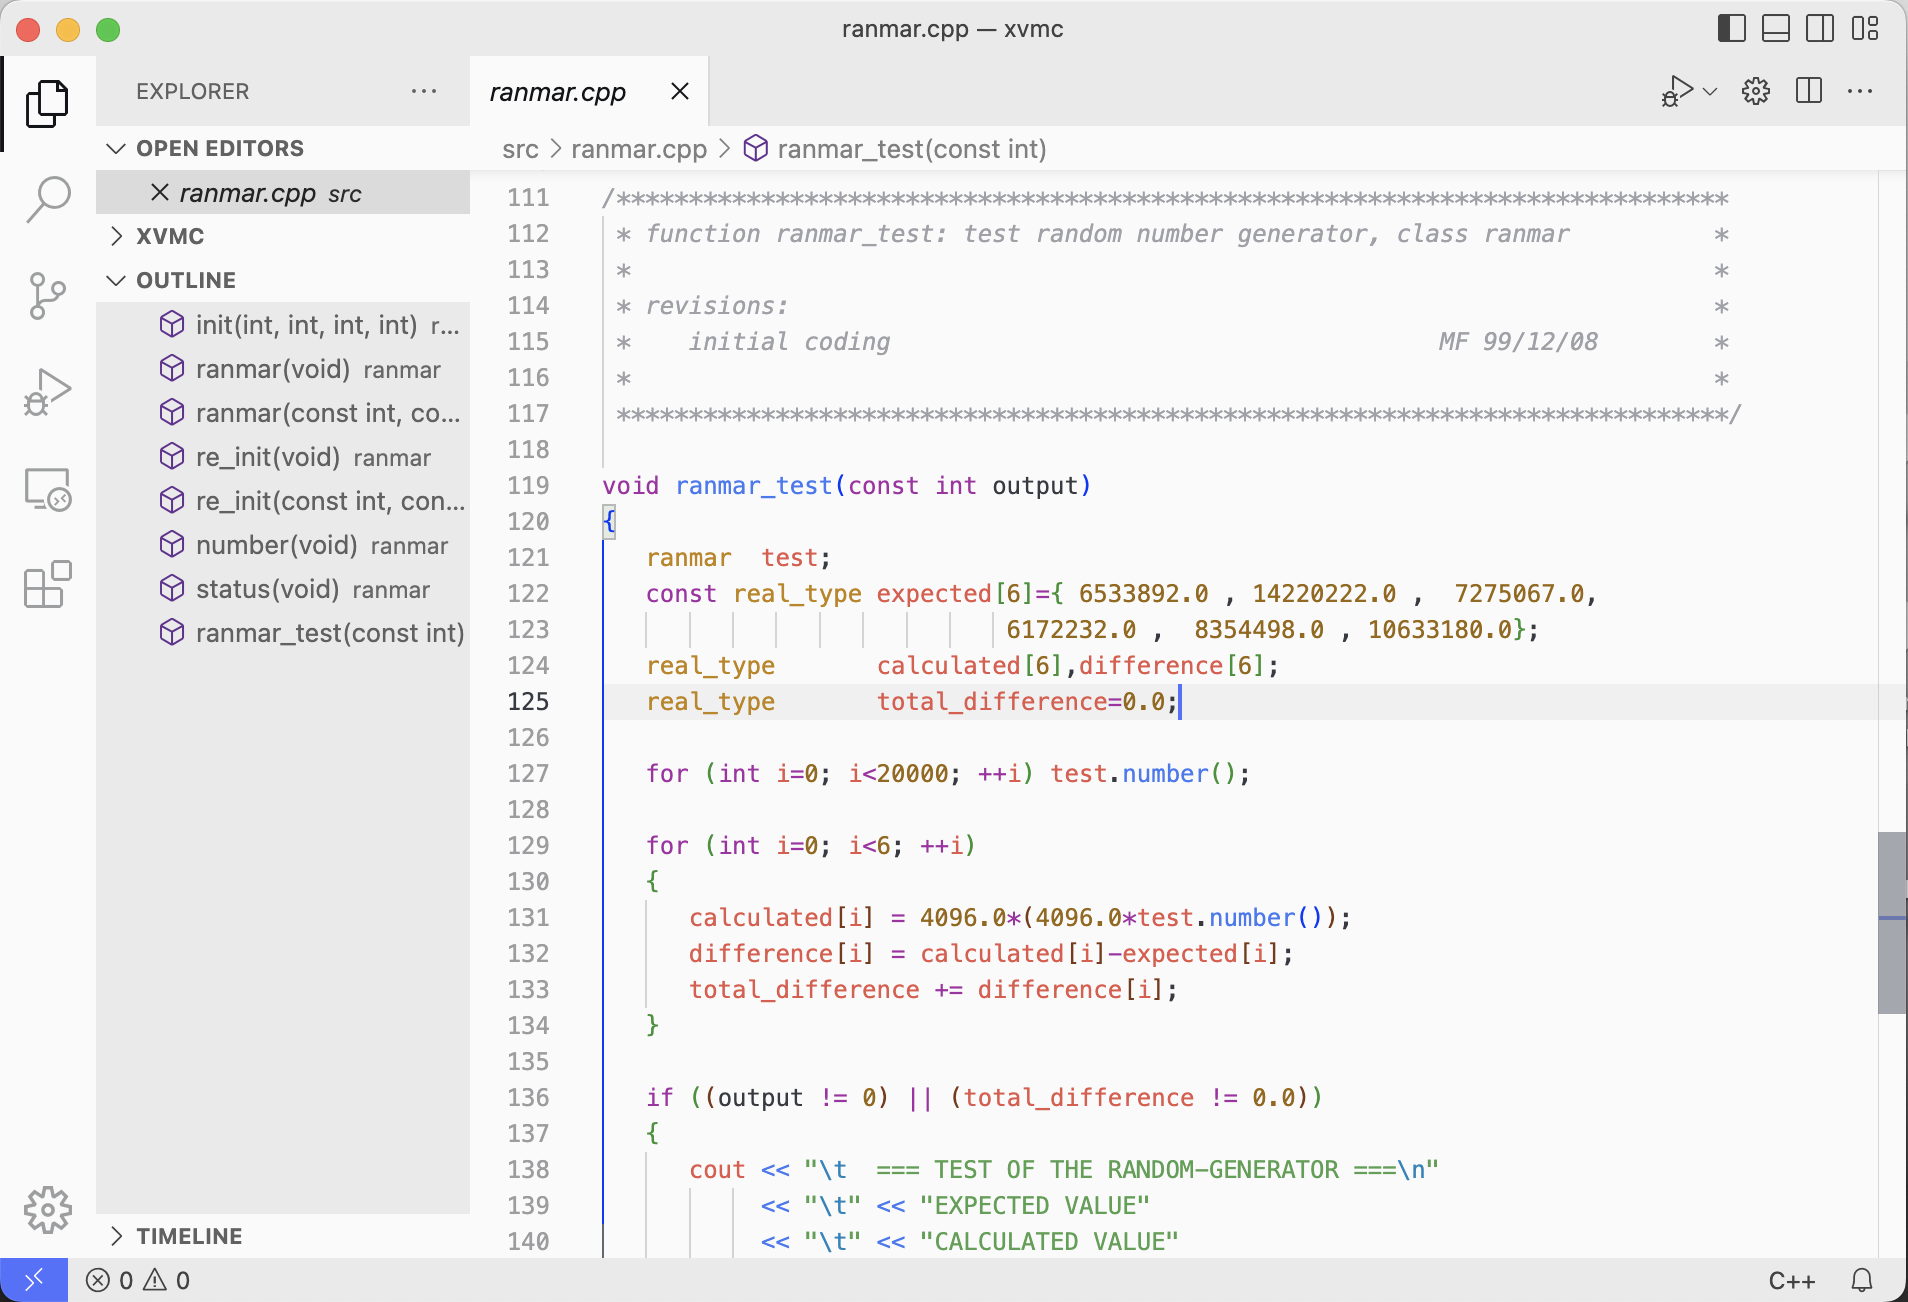 ranmar.cpp — xvmc
EXPLORER
ranmar.cpp
OPEN EDITORS
ranmar.cpp src
XVMC
OUTLINE
init(int, int, int, int) r...
ranmar(void) ranmar
ranmar(const int, co...
re_init(void) ranmar
re_init(const int, con...
number(void) ranmar
status(void) ranmar
ranmar_test(const int)
TIMELINE
src > ranmar.cpp > ranmar_test(const int)
111 /*****************************************************************************
112  * function ranmar_test: test random number generator, class ranmar          *
113  *                                                                           *
114  * revisions:                                                                *
115  *    initial coding                                      MF 99/12/08        *
116  *                                                                           *
117  *****************************************************************************/
118
119 void ranmar_test(const int output)
120 {
121    ranmar  test;
122    const real_type expected[6]={ 6533892.0 , 14220222.0 ,  7275067.0,
123                             6172232.0 ,  8354498.0 , 10633180.0};
124    real_type       calculated[6],difference[6];
125    real_type       total_difference=0.0;
126
127    for (int i=0; i<20000; ++i) test.number();
128
129    for (int i=0; i<6; ++i)
130    {
131       calculated[i] = 4096.0*(4096.0*test.number());
132       difference[i] = calculated[i]-expected[i];
133       total_difference += difference[i];
134    }
135
136    if ((output != 0) || (total_difference != 0.0))
137    {
138       cout << "\t  === TEST OF THE RANDOM-GENERATOR ===\n"
139            << "\t" << "EXPECTED VALUE"
140            << "\t" << "CALCULATED VALUE"
0 0
C++